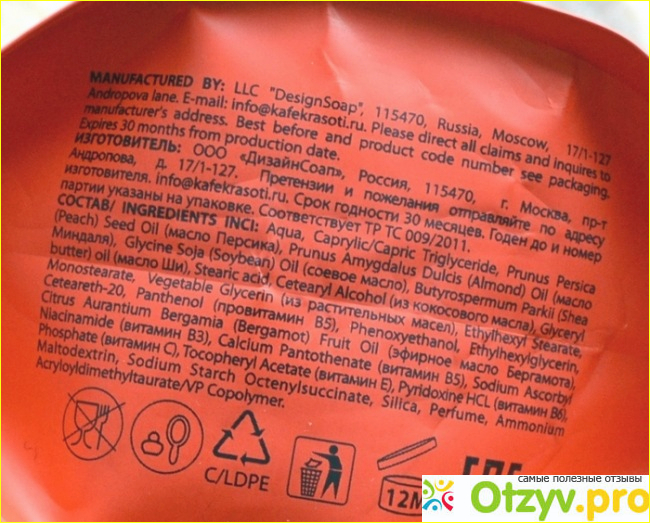 MANUFACTURED BY: LLC "DesignSoap", 115470, Russia, Moscow, 17/1-127
Andropova lane. E-mail: info@kafekrasoti.ru. Please direct all claims and inquires to
manufacturer's address. Best before and product code number see packaging.
Expires 30 months from production date.
ИЗГОТОВИТЕЛЬ: ООО «ДизайнСоап», Россия, 115470, г. Москва, пр-т
Андропова, д. 17/1-127. Претензии и пожелания отправляйте по адресу
изготовителя. info@kafekrasoti.ru. Срок годности 30 месяцев. Годен до и номер
партии указаны на упаковке. Соответствует ТР ТС 009/2011.
СОСТАВ/ INGREDIENTS INCI: Aqua, Caprylic/Capric Triglyceride, Prunus Persica
(Peach) Seed Oil (масло Персика), Prunus Amygdalus Dulcis (Almond) Oil (масло
Миндаля), Glycine Soja (Soybean) Oil (соевое масло), Butyrospermum Parkii (Shea
butter) oil (масло Ши), Stearic acid, Cetearyl Alcohol (из кокосового масла), Glyceryl
Monostearate, Vegetable Glycerin (из растительных масел), Ethylhexyl Stearate,
Ceteareth-20, Panthenol (провитамин В5), Phenoxyethanol, Ethylhexylglycerin,
Citrus Aurantium Bergamia (Bergamot) Fruit Oil (эфирное масло Бергамота),
Niacinamide (витамин В3), Calcium Pantothenate (витамин В5), Sodium Ascorbyl
Phosphate (витамин С), Tocopheryl Acetate (витамин Е), Pyridoxine HCL (витамин В6),
Maltodextrin, Sodium Starch Octenylsuccinate, Silica, Perfume, Ammonium
Acryloyldimethyltaurate/VP Copolymer.
C/LDPE
12M
самые полезные отзывы
Otzyv.pro